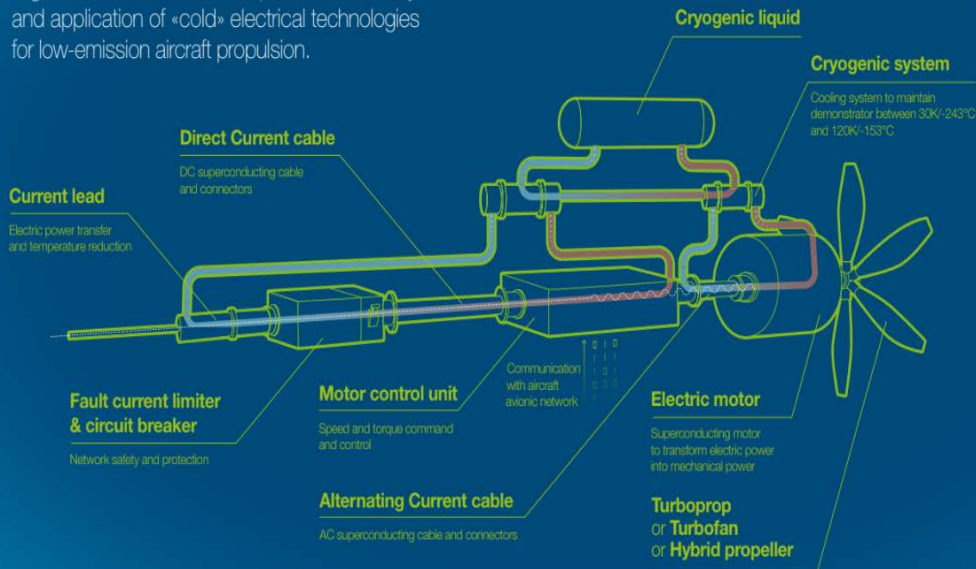 and application of «cold» electrical technologies
for low-emission aircraft propulsion.
Cryogenic liquid
Cryogenic system
Cooling system to maintain
demonstrator between 30K/-243°C
and 120K/-153°C
Direct Current cable
DC superconducting cable
and connectors
Current lead
Electric power transfer
and temperature reduction
Communication
with aircraft
avionic network
Fault current limiter
& circuit breaker
Network safety and protection
Motor control unit
Speed and torque command
and control
Electric motor
Superconducting motor
to transform electric power
into mechanical power
Alternating Current cable
AC superconducting cable and connectors
Turboprop
or Turbofan
or Hybrid propeller